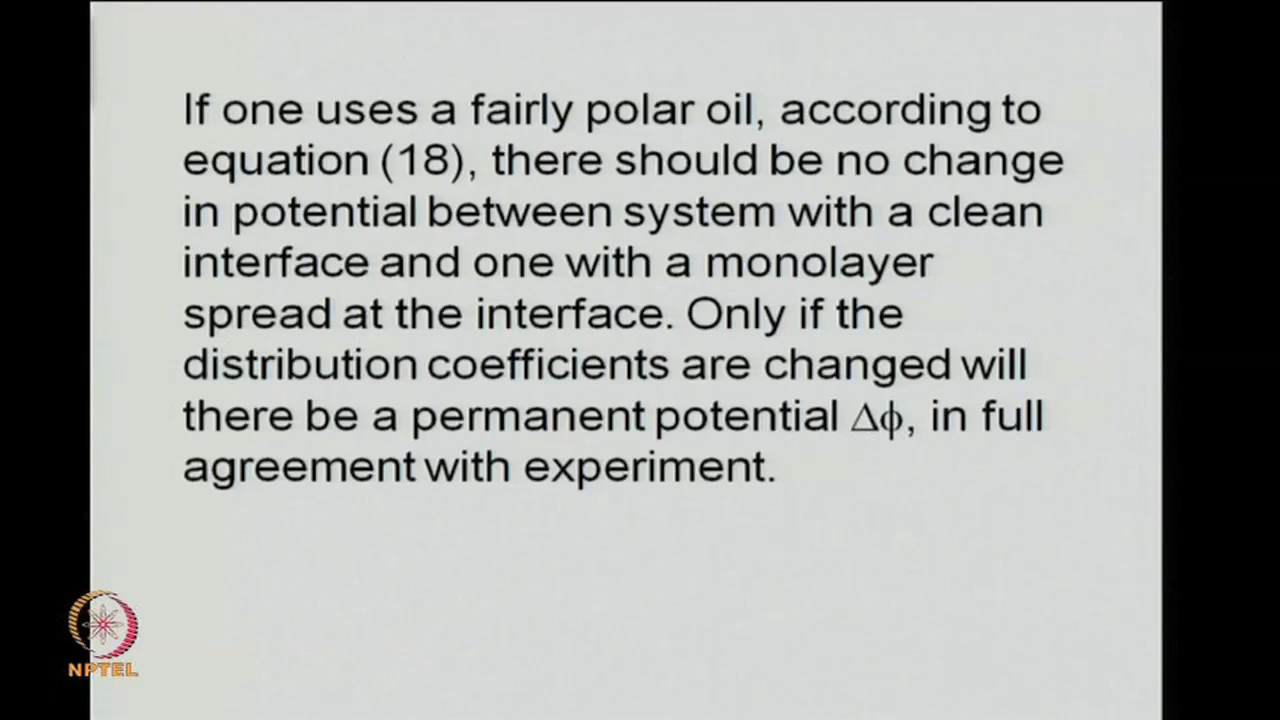 If one uses a fairly polar oil, according to
equation (18), there should be no change
in potential between system with a clean
interface and one with a monolayer
spread at the interface. Only if the
distribution coefficients are changed will
there be a permanent potential Δϕ, in full
agreement with experiment.
NPTEL